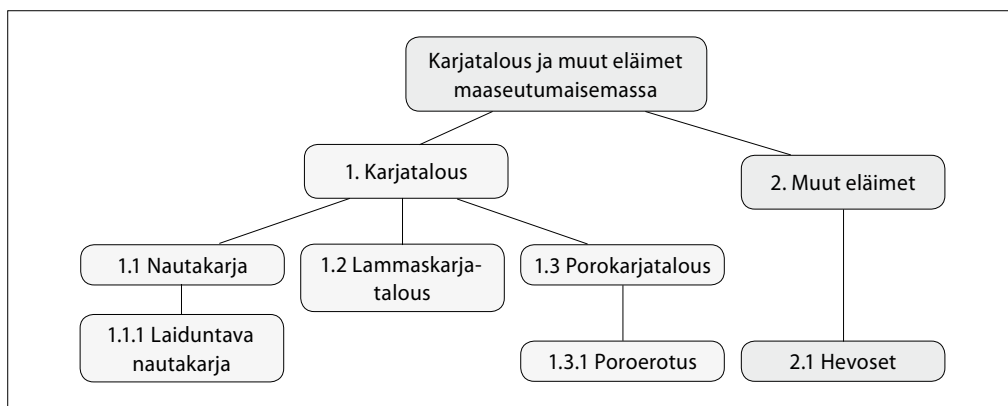 Karjatalous ja muut eläimet
maaseutumaisemassa
1. Karjatalous
2. Muut eläimet
1.1 Nautakarja
1.2 Lammaskarja-
talous
1.3 Porokarjatalous
1.1.1 Laiduntava
nautakarja
1.3.1 Poroerotus
2.1 Hevoset